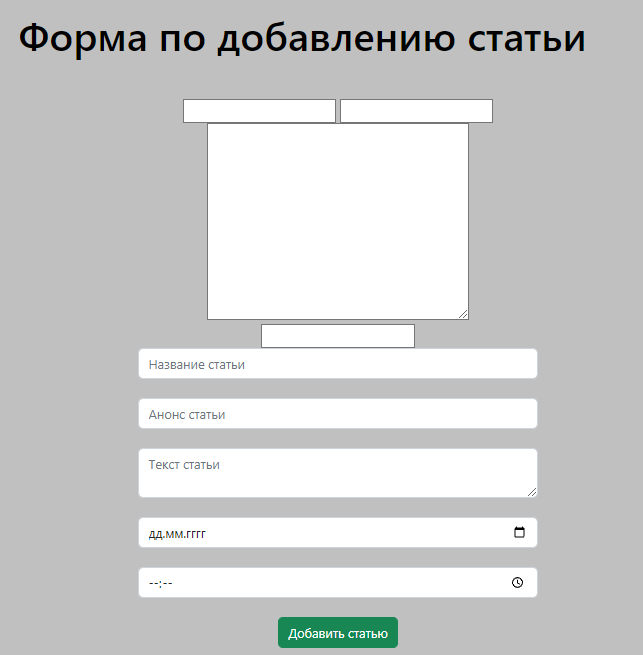 Форма по добавлению статьи
Название статьи
Анонс статьи
Текст статьи
дд.мм.гггг
--:--
Добавить статью